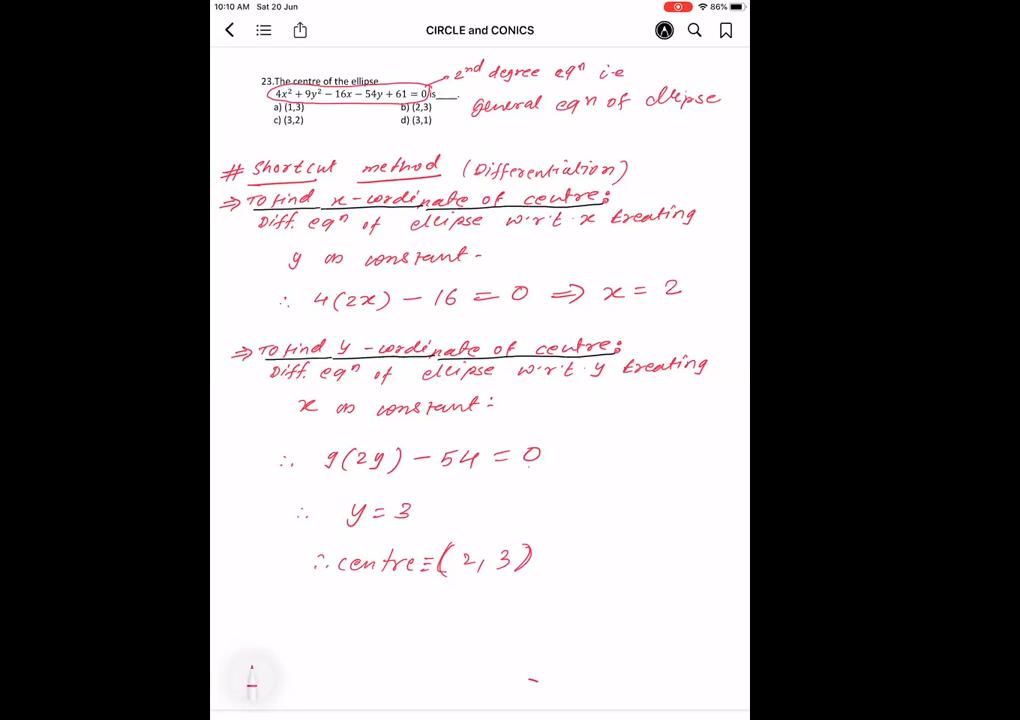 10:10 AM Sat 20 Jun 86%
CIRCLE and CONICS
23.The centre of the ellipse
4x² + 9y² − 16x − 54y + 61 = 0 is____.
a) (1,3) b) (2,3)
c) (3,2) d) (3,1)
2nd degree eqn i.e
general eqn of ellipse
# Shortcut method (Differentiation)
⇒ To find x-cordinate of centre:
Diff. eqn of ellipse w.r.t. x treating
y as constant.
∴ 4(2x) − 16 = 0 ⇒ x = 2
⇒ To find y-cordinate of centre:
Diff. eqn of ellipse w.r.t. y treating
x as constant:
∴ 9(2y) − 54 = 0
∴ y = 3
∴ centre ≡ (2, 3)